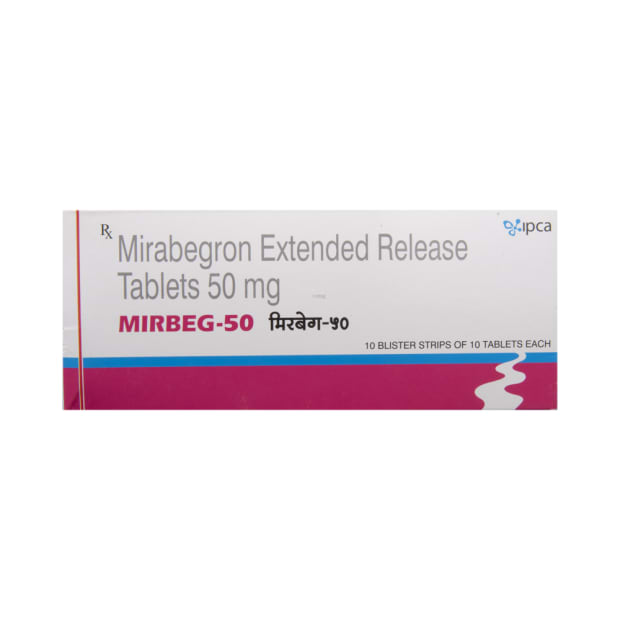 Rx Mirabegron Extended Release
Tablets 50 mg
MIRBEG-50 मिरबेग-५०
ipca
10 BLISTER STRIPS OF 10 TABLETS EACH